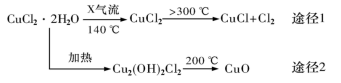 CuCl₂·2H₂O X气流 140 ℃ CuCl₂ >300 ℃ CuCl+Cl₂ 途径1
加热 Cu₂(OH)₂Cl₂ 200 ℃ CuO 途径2